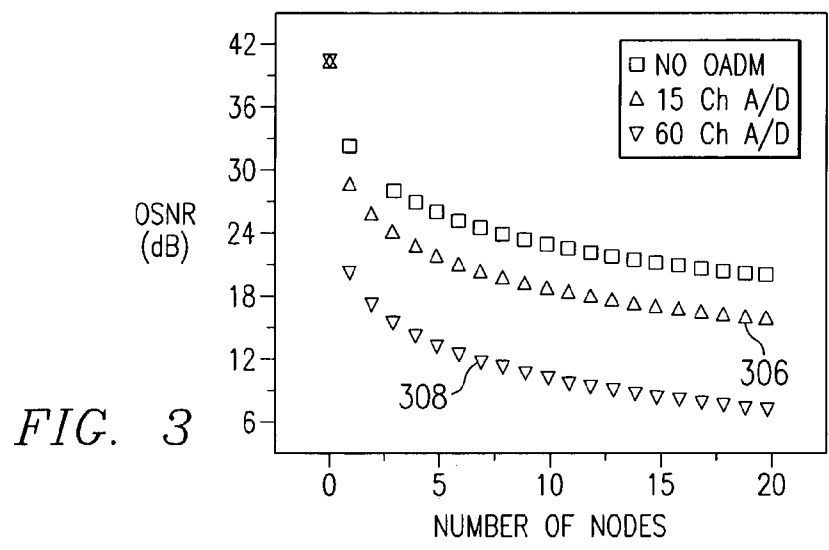 42
36
30
24
18
12
6
OSNR
(dB)
NO OADM
15 Ch A/D
60 Ch A/D
306
308
FIG. 3
0 5 10 15 20
NUMBER OF NODES